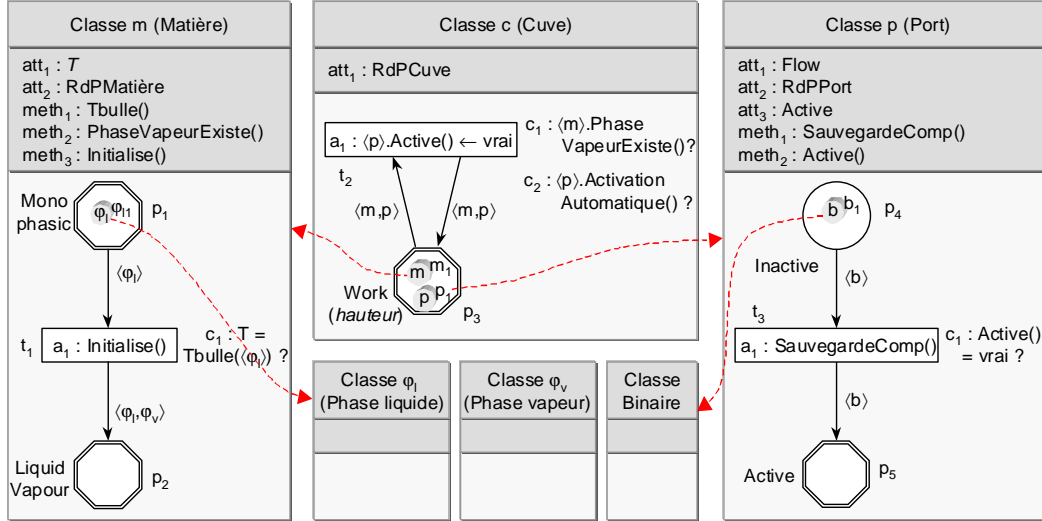 Classe m (Matière)
att1 : T
att2 : RdPMatière
meth1 : Tbulle()
meth2 : PhaseVapeurExiste()
meth3 : Initialise()
Mono
phasic
φl φl1
p1
⟨φl⟩
t1
a1 : Initialise()
c1 : T =
Tbulle(⟨φl⟩) ?
⟨φl,φv⟩
Liquid
Vapour
p2
Classe c (Cuve)
att1 : RdPCuve
a1 : ⟨p⟩.Active() ← vrai
t2
c1 : ⟨m⟩.Phase
VapeurExiste()?
c2 : ⟨p⟩.Activation
Automatique() ?
⟨m,p⟩
⟨m,p⟩
m m1
p p1
Work
(hauteur)
p3
Classe φl
(Phase liquide)
Classe φv
(Phase vapeur)
Classe
Binaire
Classe p (Port)
att1 : Flow
att2 : RdPPort
att3 : Active
meth1 : SauvegardeComp()
meth2 : Active()
b b1
p4
Inactive
⟨b⟩
t3
a1 : SauvegardeComp()
c1 : Active()
= vrai ?
⟨b⟩
Active
p5